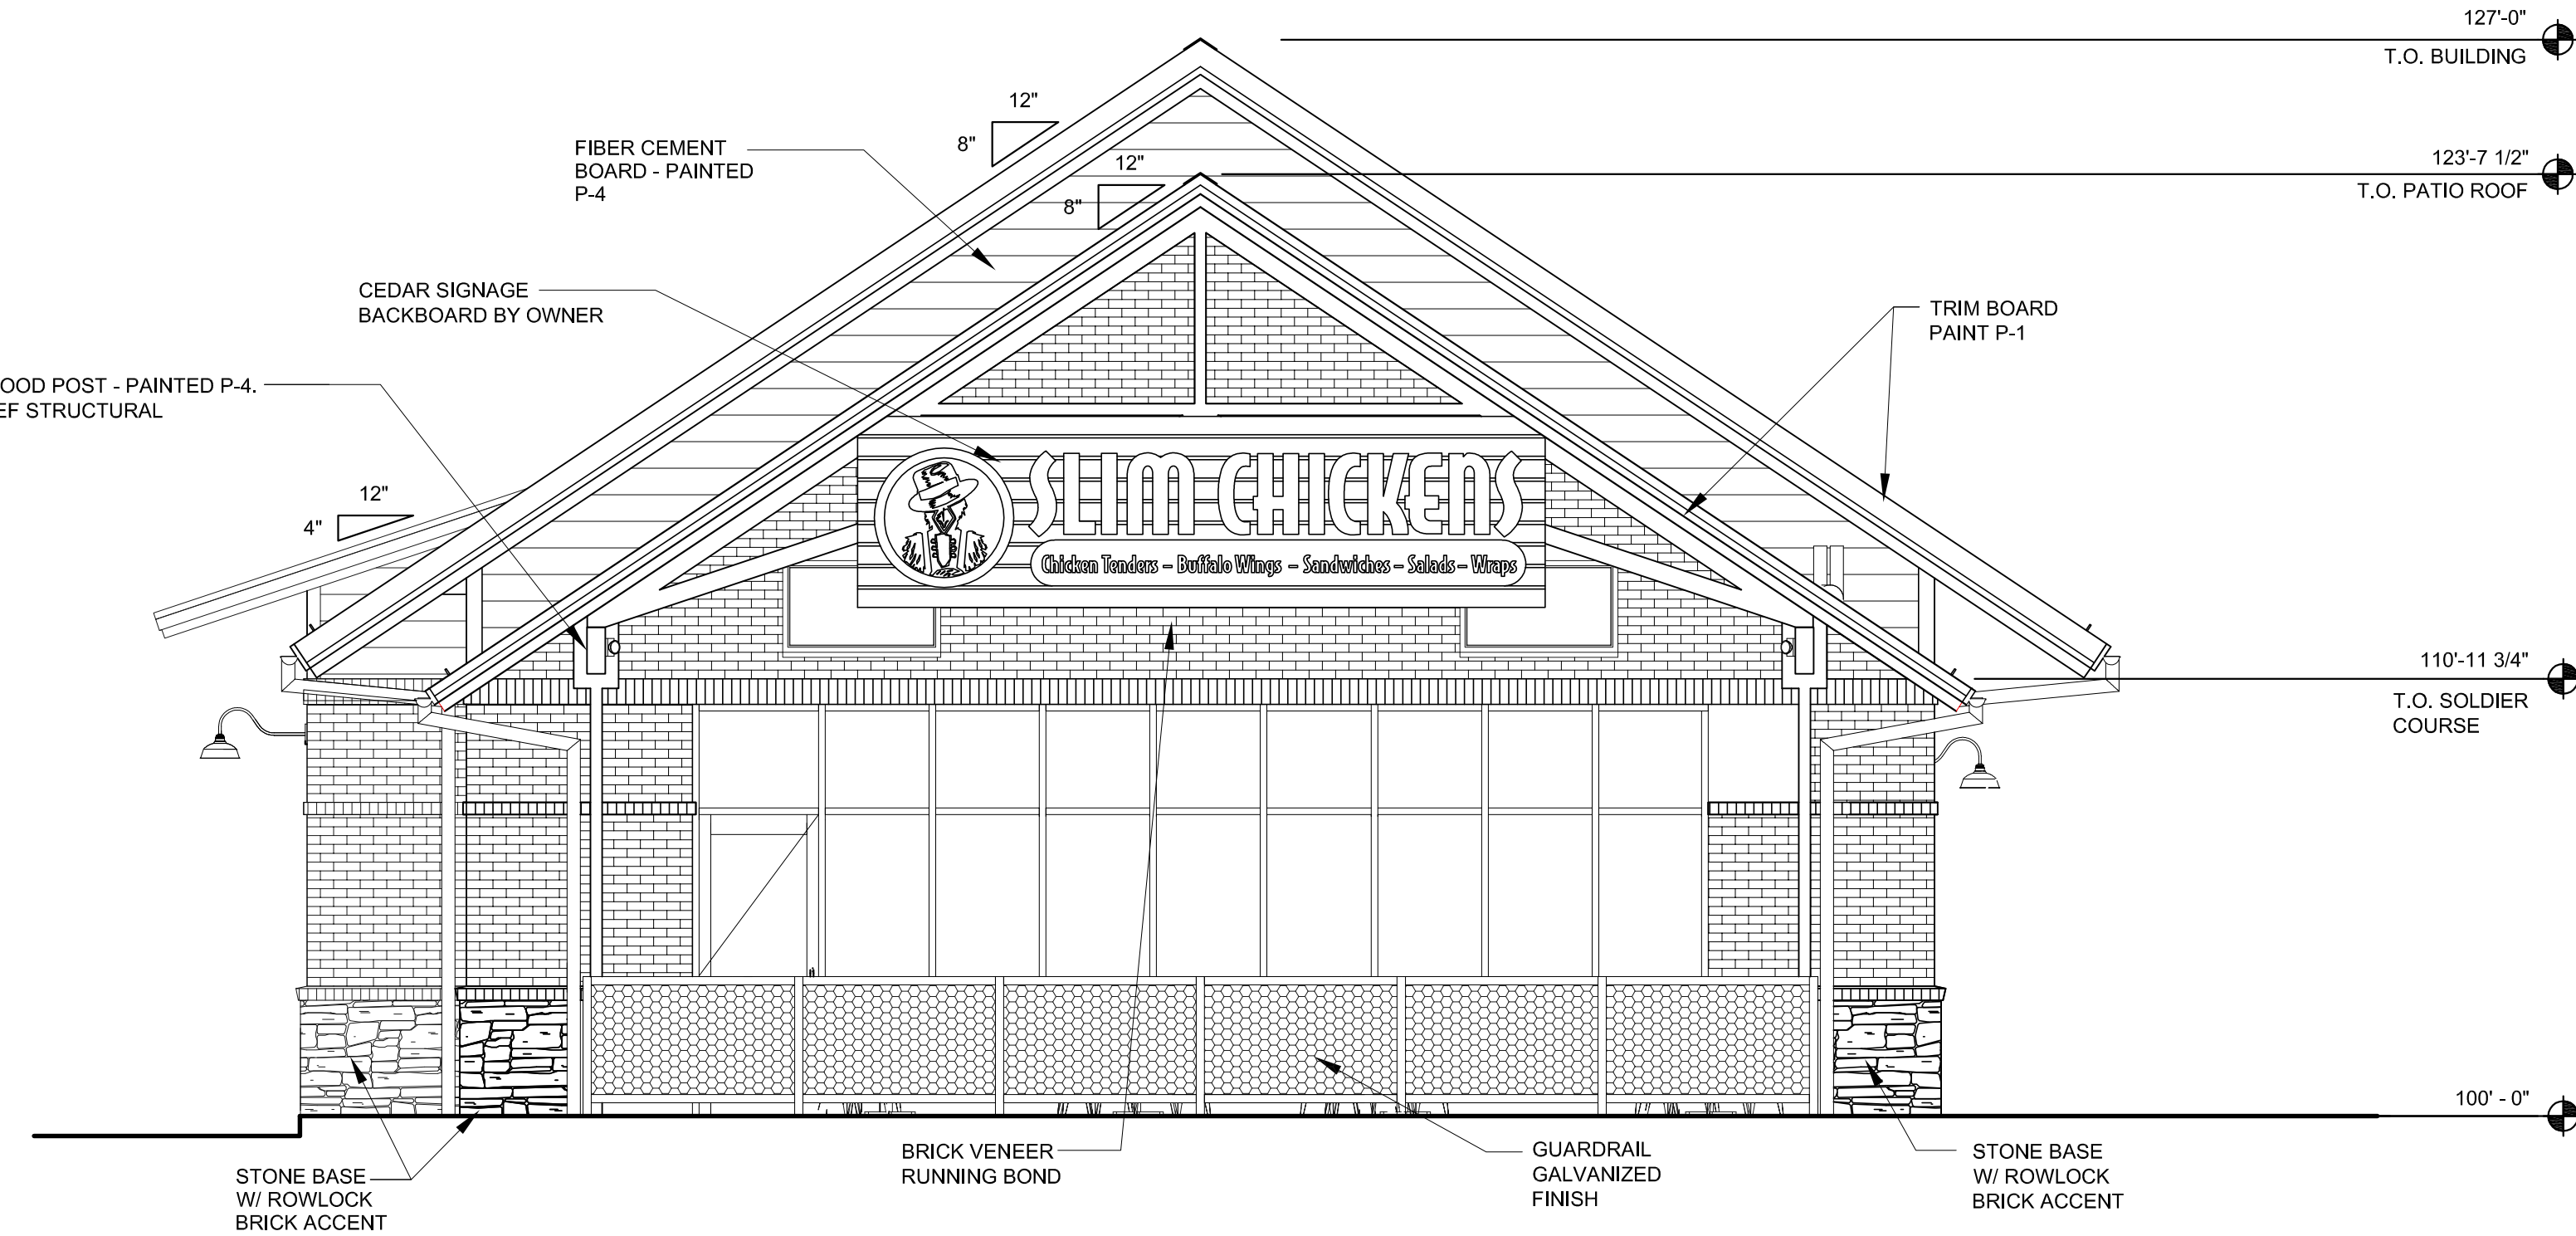 127'-0"
T.O. BUILDING
12"
8"
FIBER CEMENT
BOARD - PAINTED
P-4
123'-7 1/2"
T.O. PATIO ROOF
12"
8"
CEDAR SIGNAGE
BACKBOARD BY OWNER
TRIM BOARD
PAINT P-1
OOD POST - PAINTED P-4.
EF STRUCTURAL
SLIM CHICKENS
Chicken Tenders - Buffalo Wings - Sandwiches - Salads - Wraps
12"
4"
110'-11 3/4"
T.O. SOLDIER
COURSE
100' - 0"
STONE BASE
W/ ROWLOCK
BRICK ACCENT
BRICK VENEER
RUNNING BOND
GUARDRAIL
GALVANIZED
FINISH
STONE BASE
W/ ROWLOCK
BRICK ACCENT